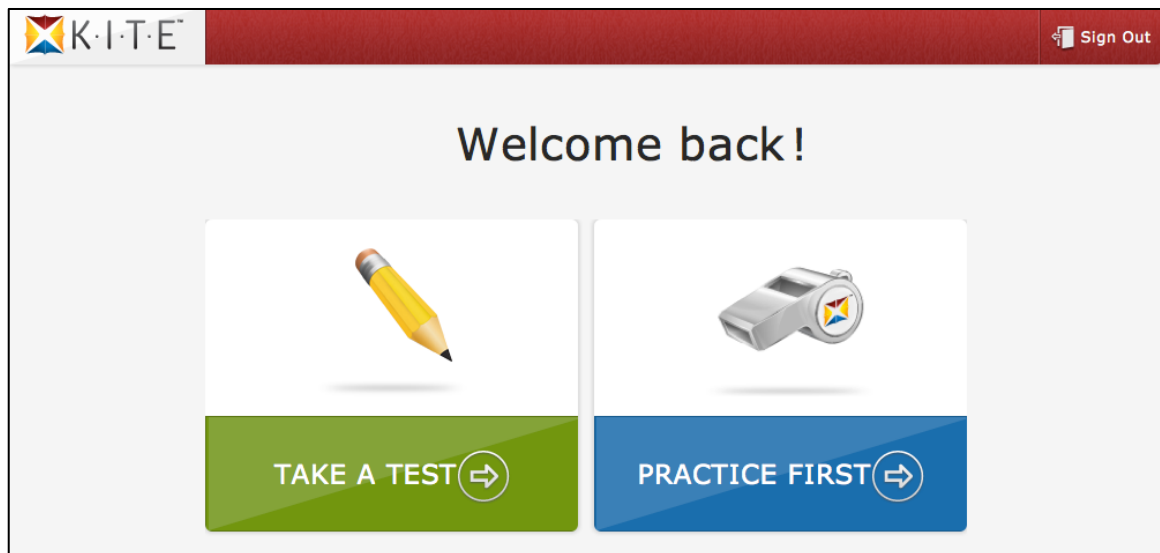 K·I·T·E™
Sign Out
Welcome back!
TAKE A TEST
PRACTICE FIRST